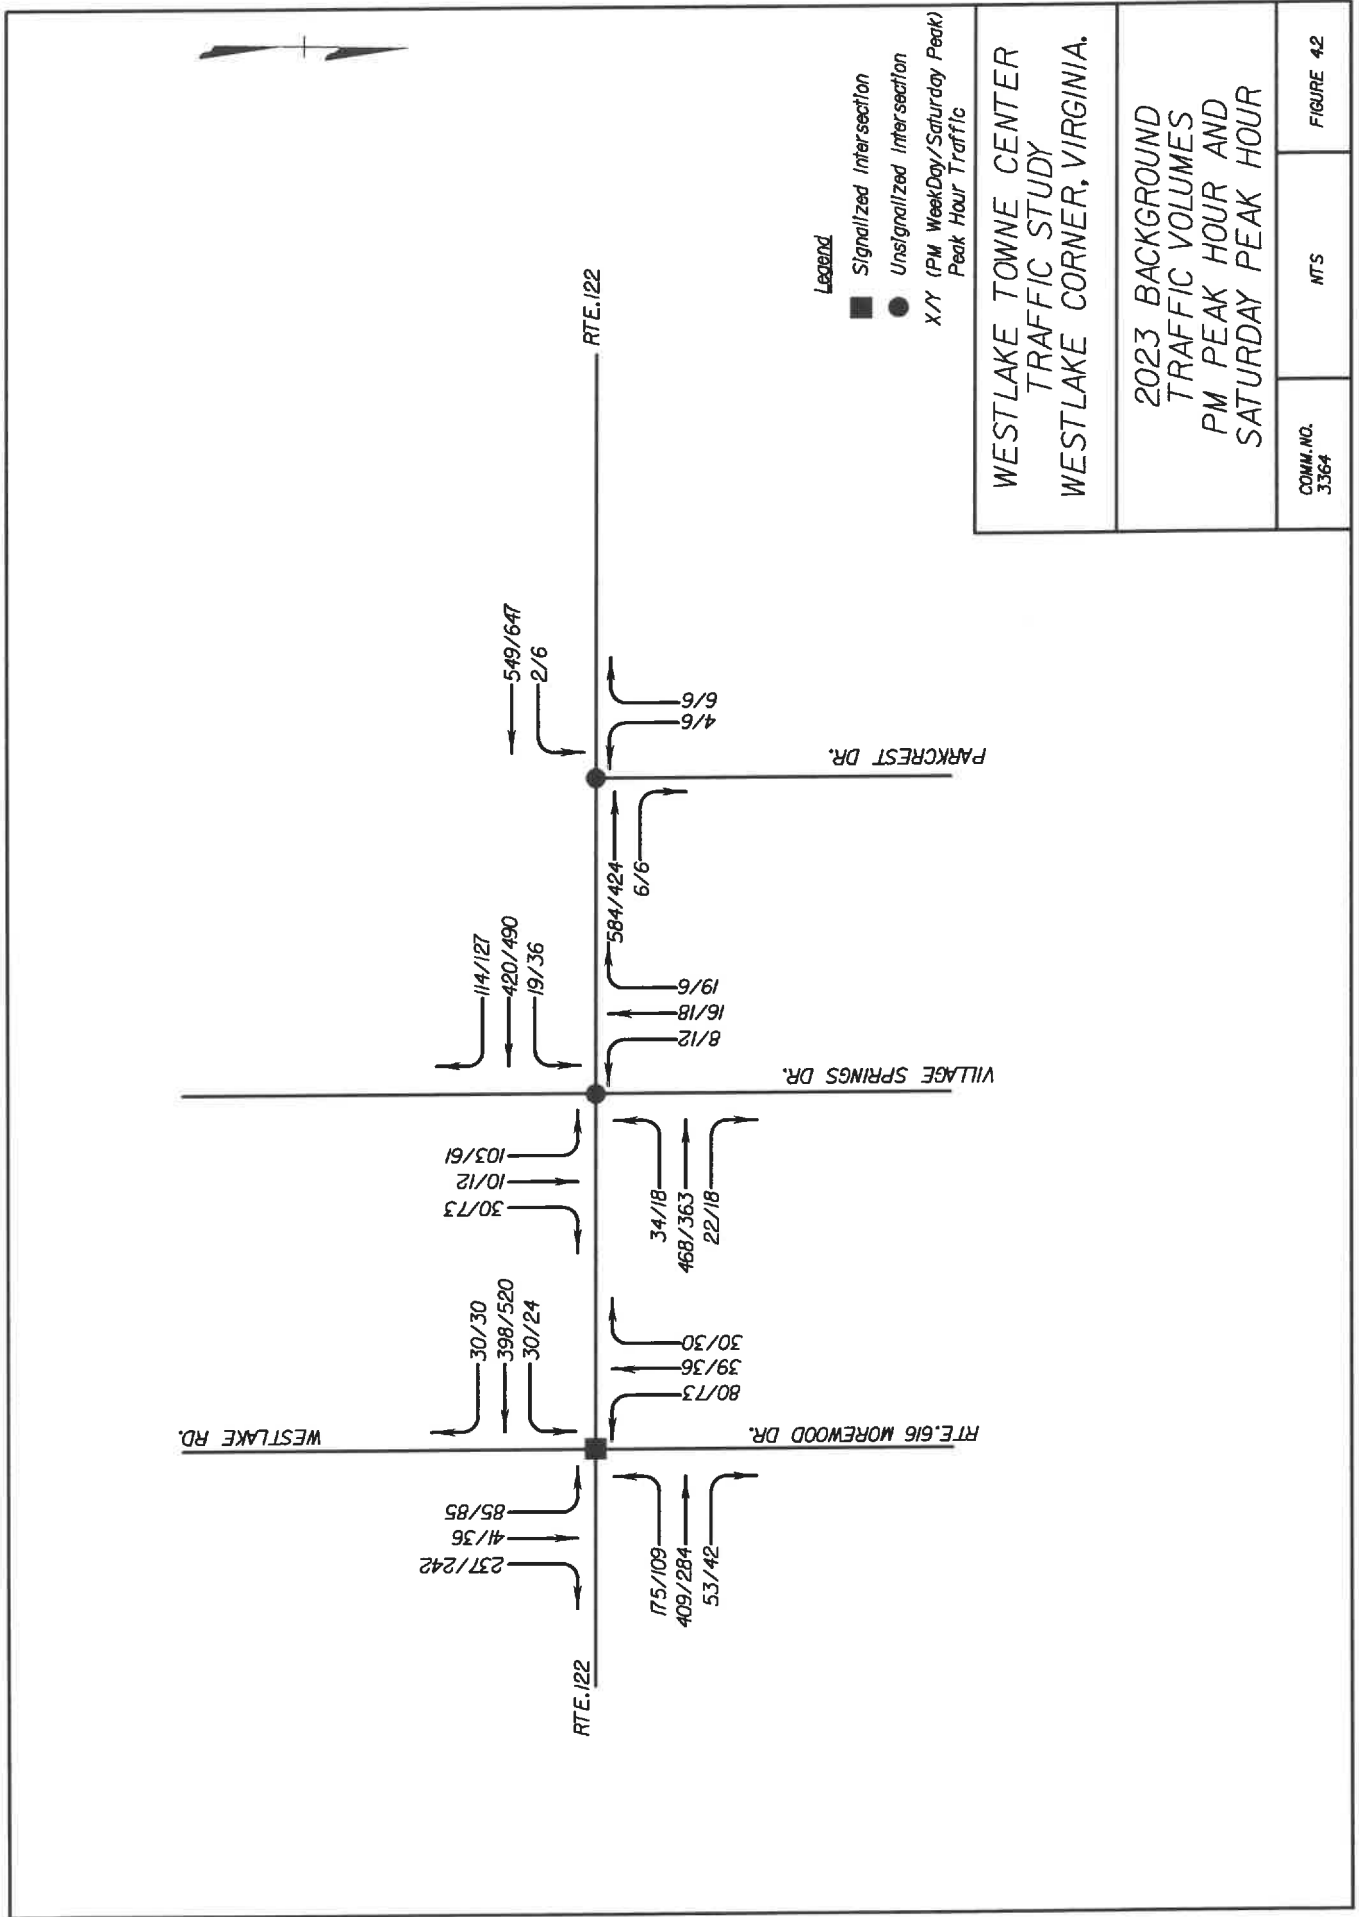 RTE.122
549/647
2/6
6/6
4/6
PARKCREST DR.
584/424
6/6
114/127
420/490
19/36
19/6
16/18
8/12
VILLAGE SPRINGS DR.
103/61
10/12
30/73
34/18
468/363
22/18
30/30
398/520
30/24
30/30
39/36
80/73
WESTLAKE RD.
RTE.616 MOREWOOD DR.
85/85
41/36
237/242
175/109
409/284
53/42
RTE.122
Legend
Signalized Intersection
Unsignalized Intersection
X/Y (PM WeekDay/Saturday Peak)
Peak Hour Traffic
WESTLAKE TOWNE CENTER
TRAFFIC STUDY
WESTLAKE CORNER, VIRGINIA.
2023 BACKGROUND
TRAFFIC VOLUMES
PM PEAK HOUR AND
SATURDAY PEAK HOUR
COMM.NO.
3364
NTS
FIGURE 42